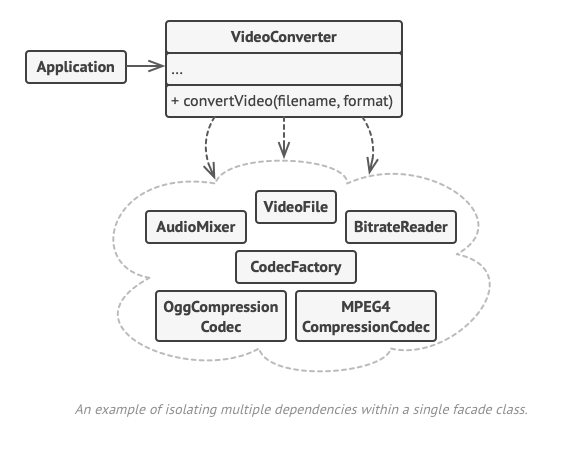 VideoConverter
Application
...
+ convertVideo(filename, format)
VideoFile
AudioMixer
BitrateReader
CodecFactory
OggCompression
Codec
MPEG4
CompressionCodec
An example of isolating multiple dependencies within a single facade class.